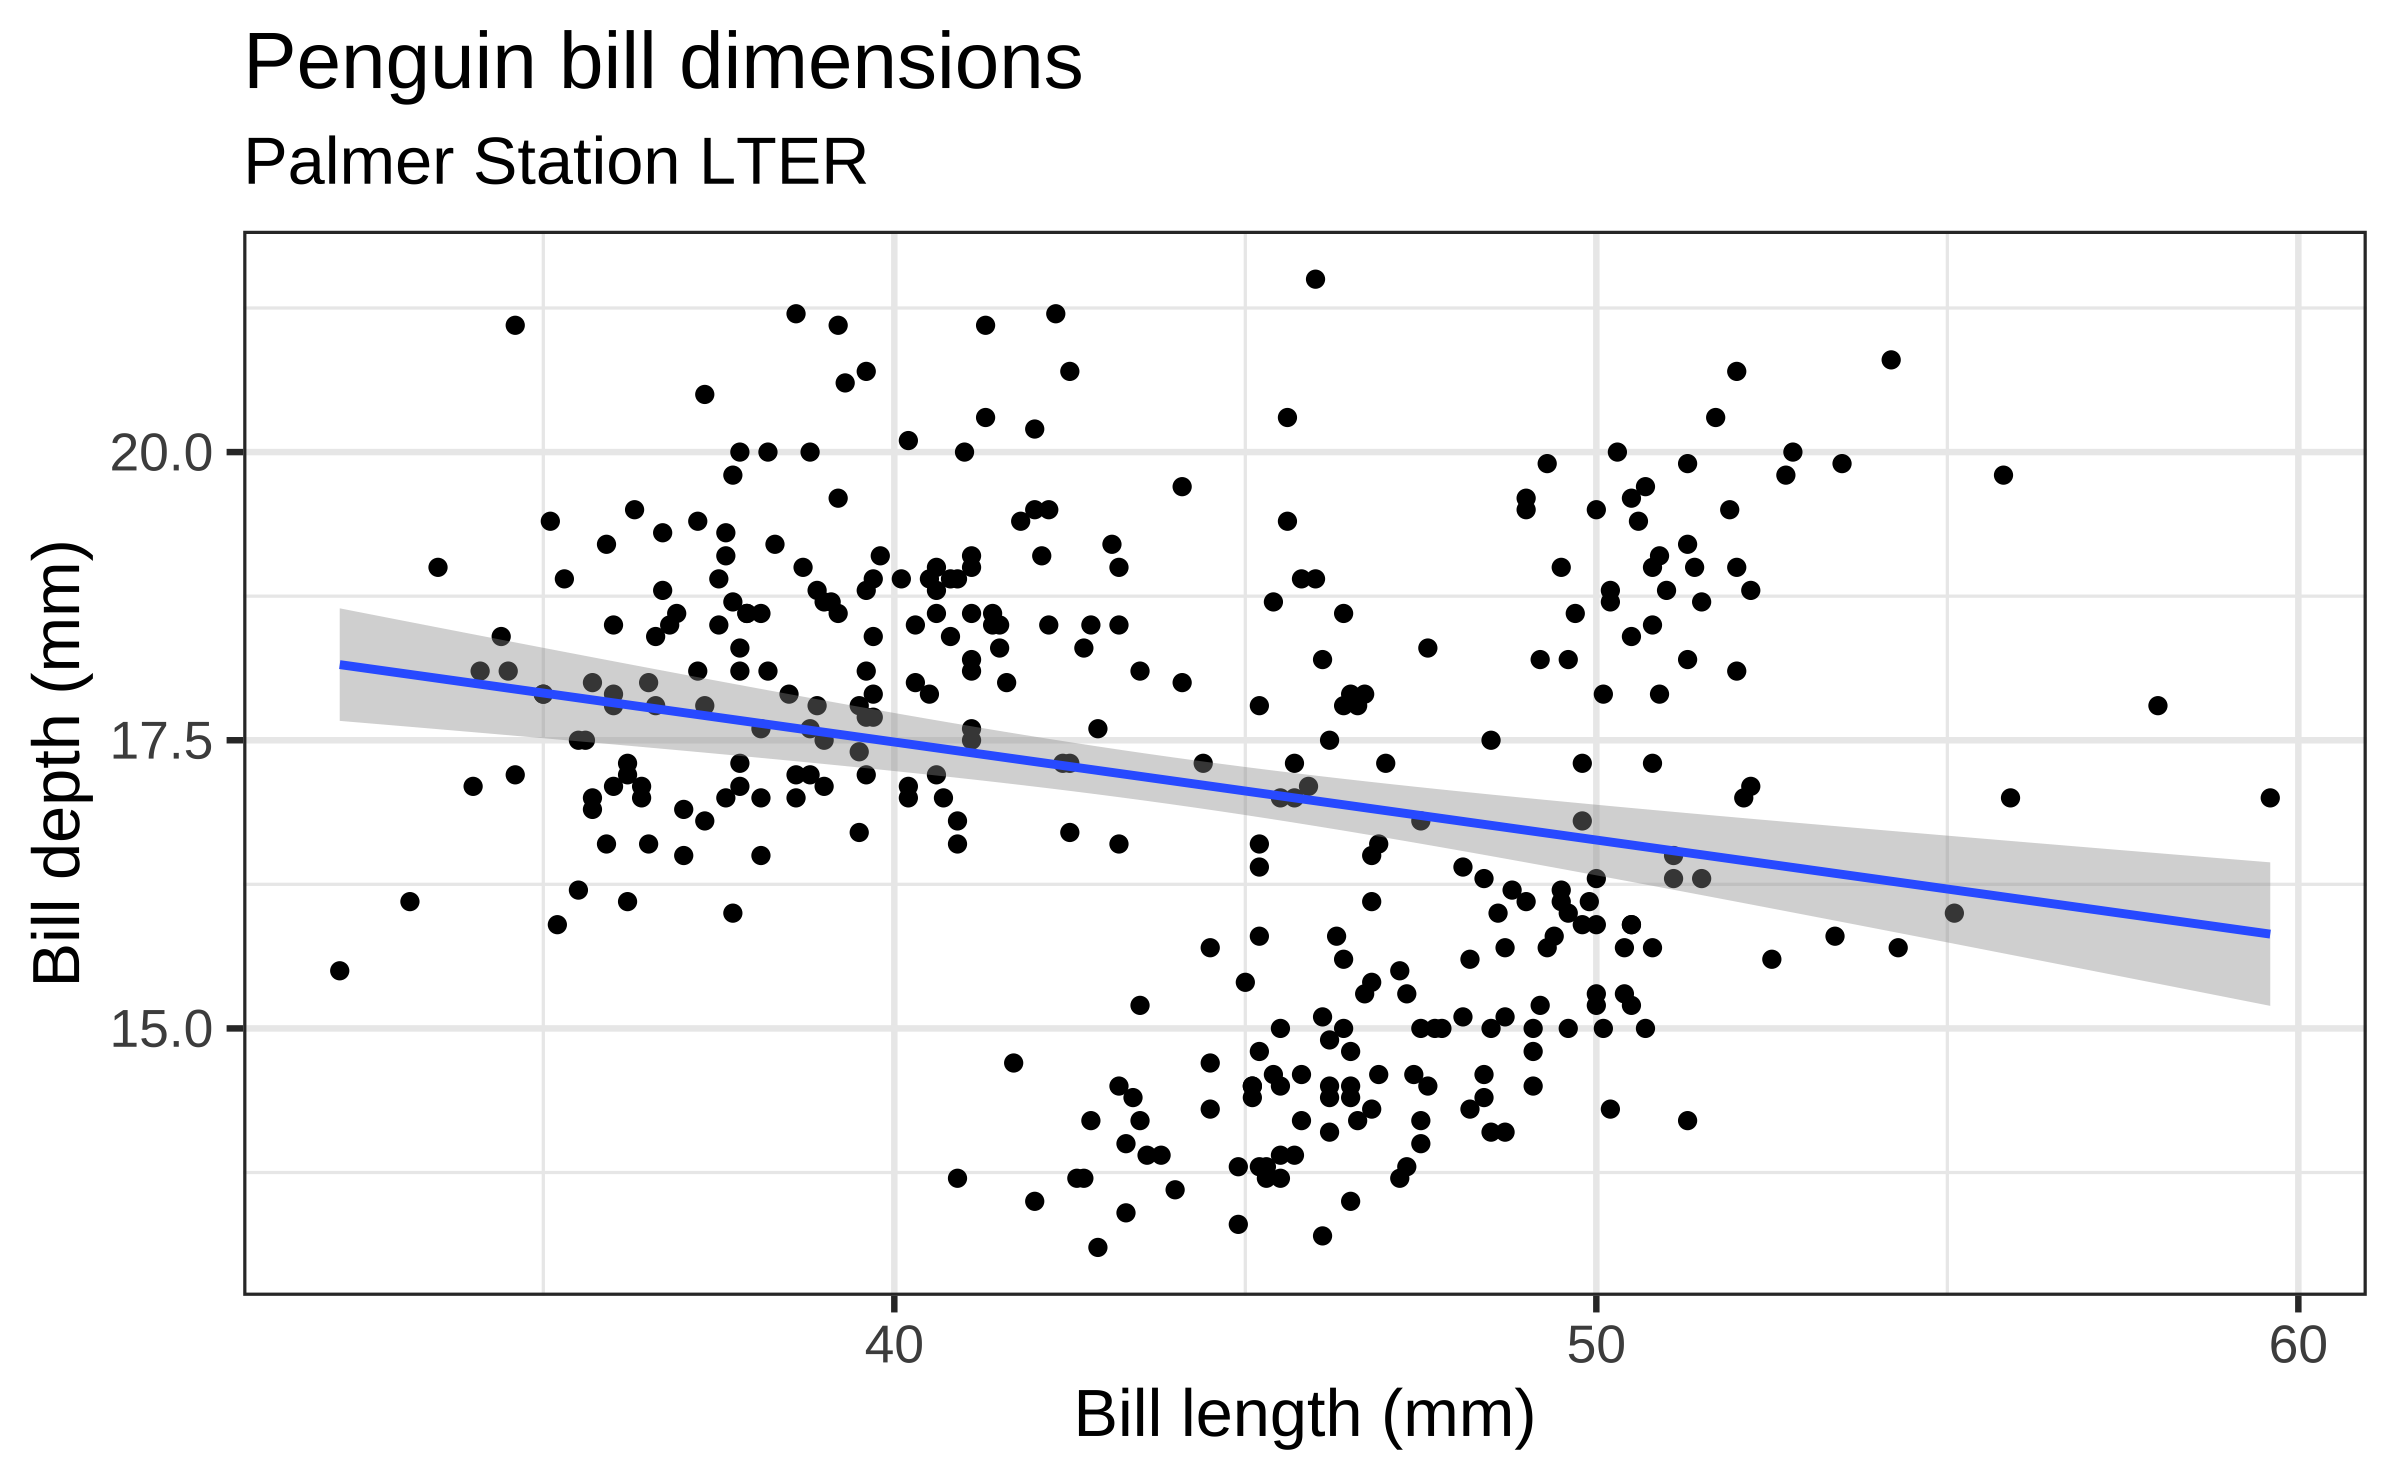 Penguin bill dimensions
Palmer Station LTER
20.0
17.5
15.0
Bill depth (mm)
40
50
60
Bill length (mm)